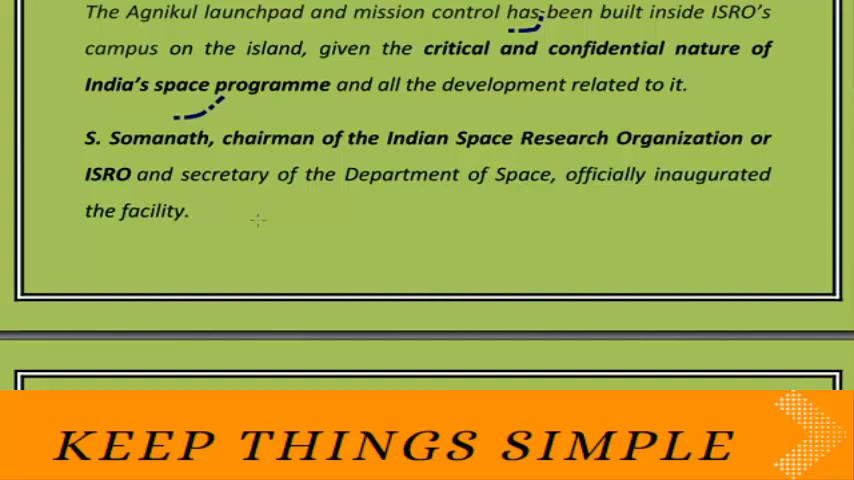 The Agnikul launchpad and mission control has been built inside ISRO's
campus on the island, given the critical and confidential nature of
India's space programme and all the development related to it.
S. Somanath, chairman of the Indian Space Research Organization or
ISRO and secretary of the Department of Space, officially inaugurated
the facility.
KEEP THINGS SIMPLE